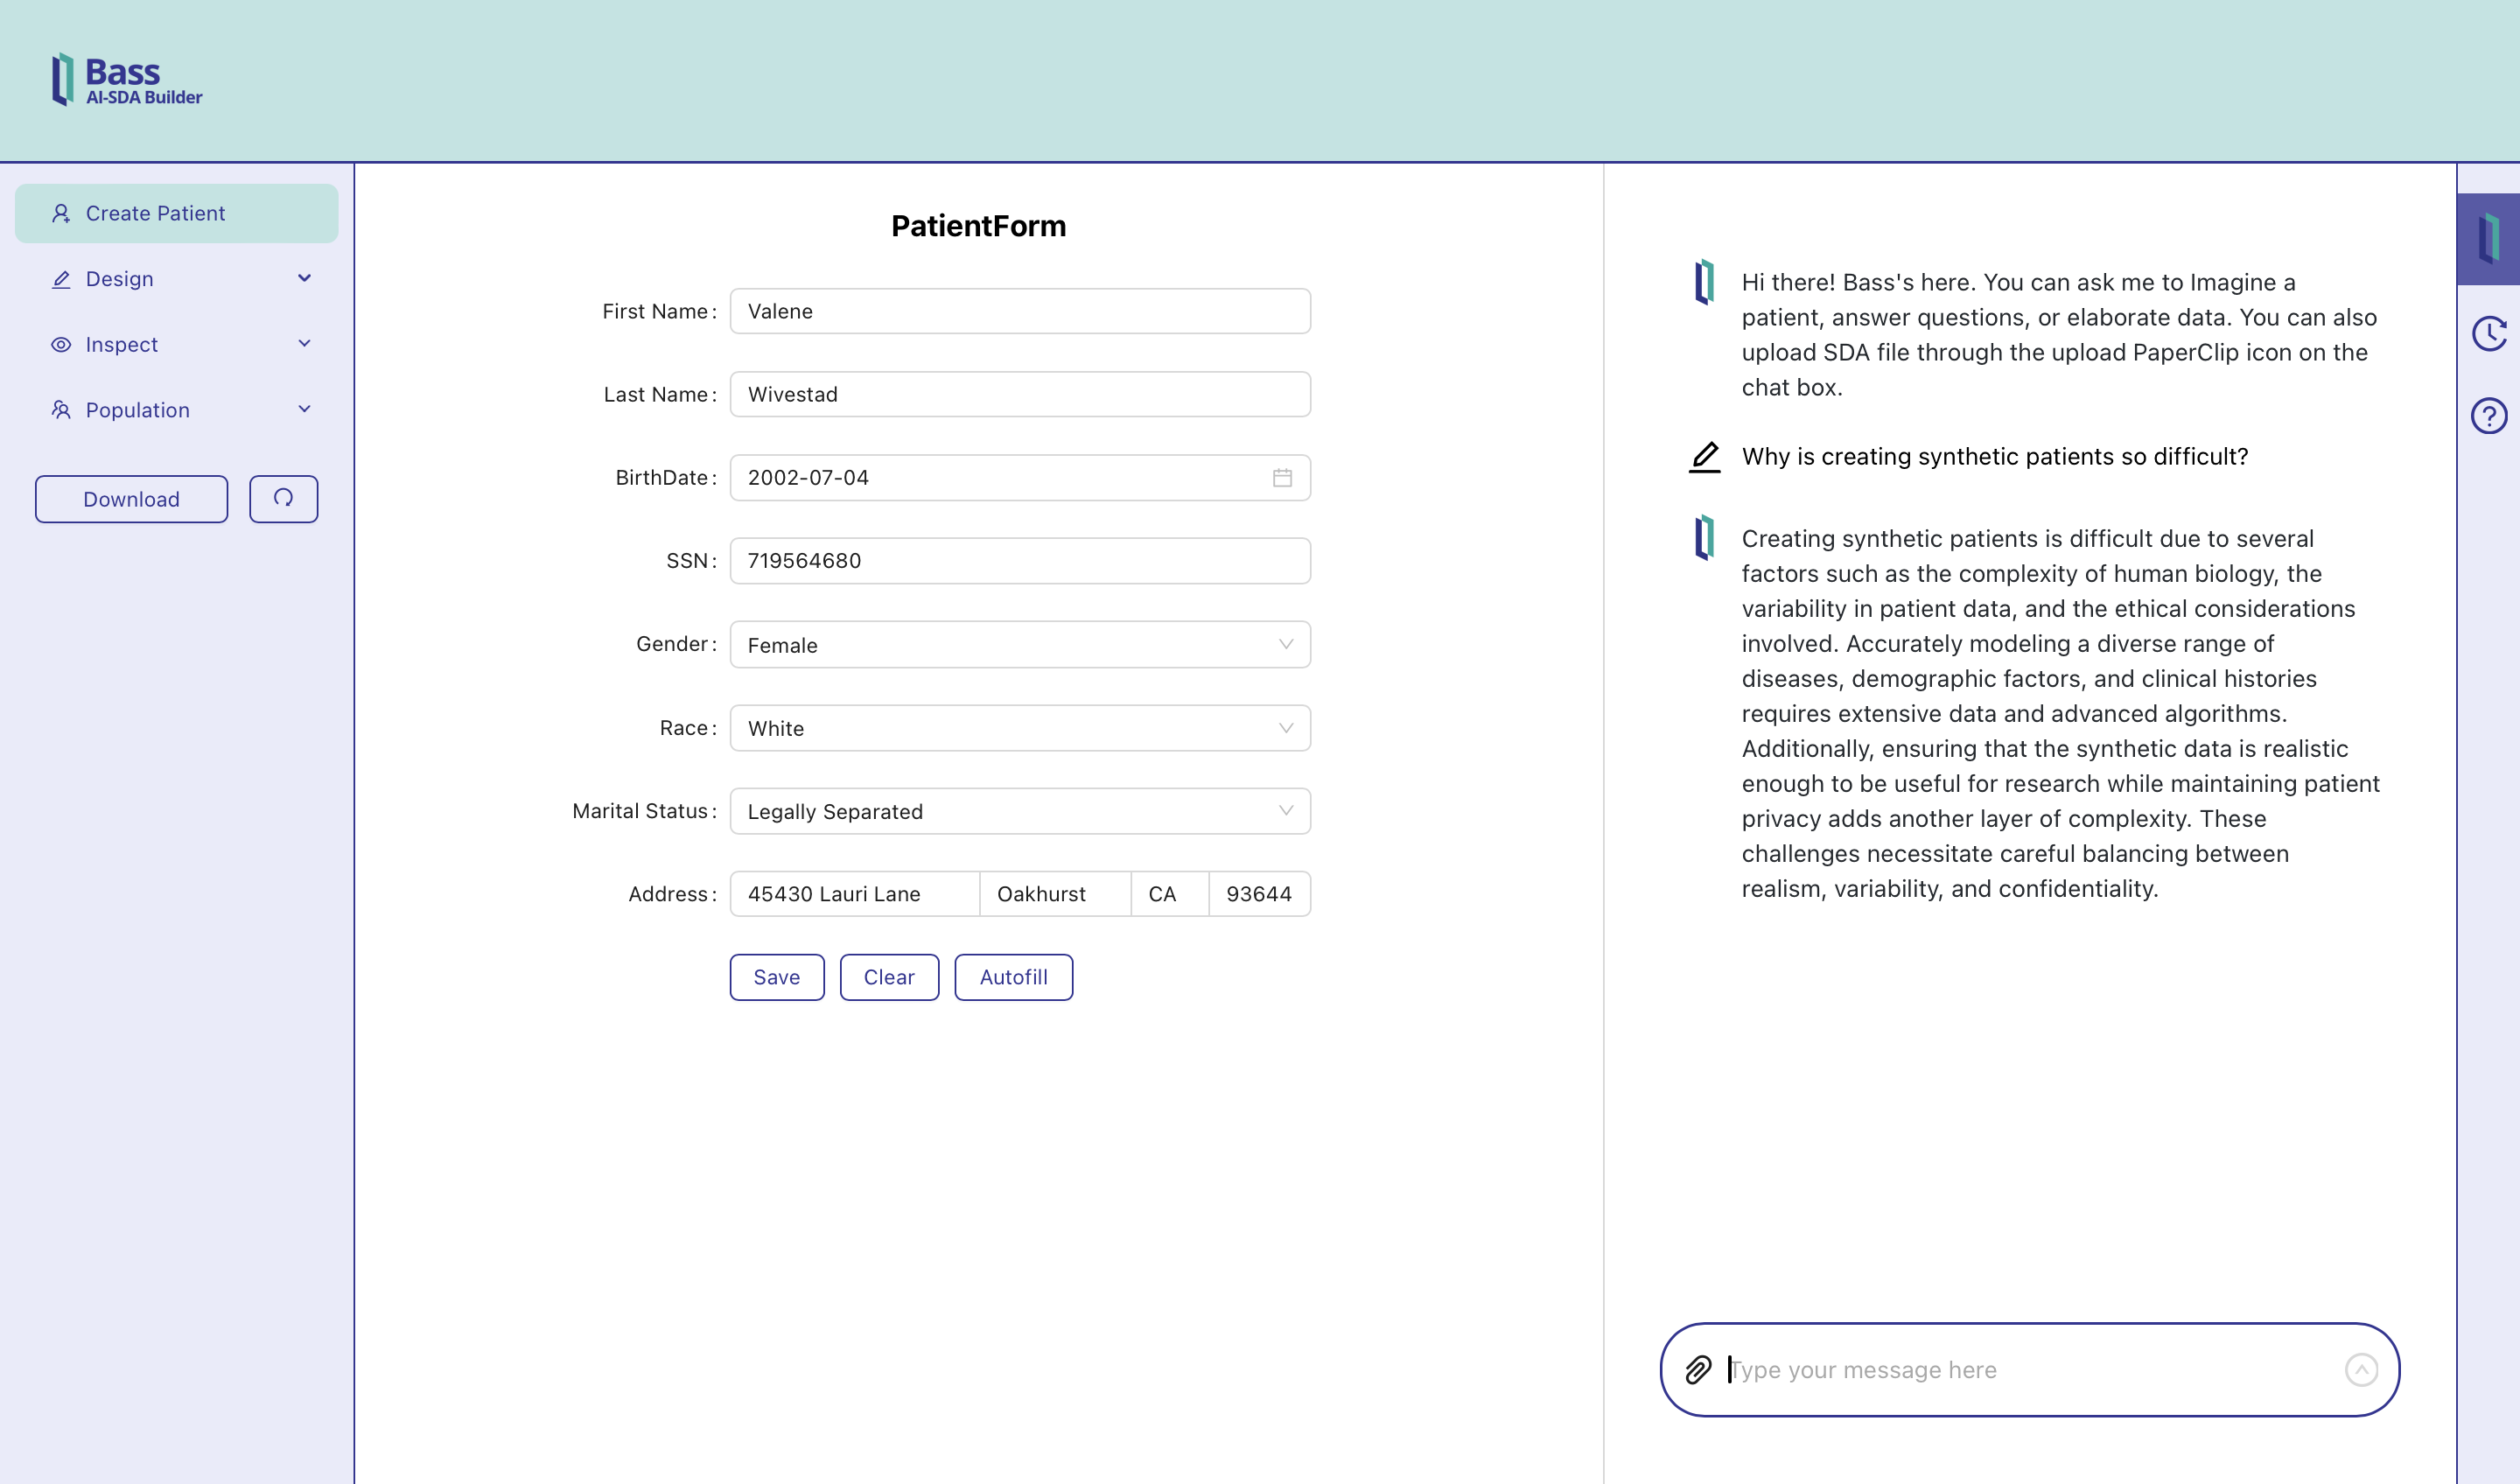 Bass
AI-SDA Builder
Create Patient
Design
Inspect
Population
Download
PatientForm
First Name: Valene
Last Name: Wivestad
BirthDate: 2002-07-04
SSN: 719564680
Gender: Female
Race: White
Marital Status: Legally Separated
Address: 45430 Lauri Lane Oakhurst CA 93644
Save Clear Autofill
Hi there! Bass's here. You can ask me to Imagine a
patient, answer questions, or elaborate data. You can also
upload SDA file through the upload PaperClip icon on the
chat box.
Why is creating synthetic patients so difficult?
Creating synthetic patients is difficult due to several
factors such as the complexity of human biology, the
variability in patient data, and the ethical considerations
involved. Accurately modeling a diverse range of
diseases, demographic factors, and clinical histories
requires extensive data and advanced algorithms.
Additionally, ensuring that the synthetic data is realistic
enough to be useful for research while maintaining patient
privacy adds another layer of complexity. These
challenges necessitate careful balancing between
realism, variability, and confidentiality.
Type your message here